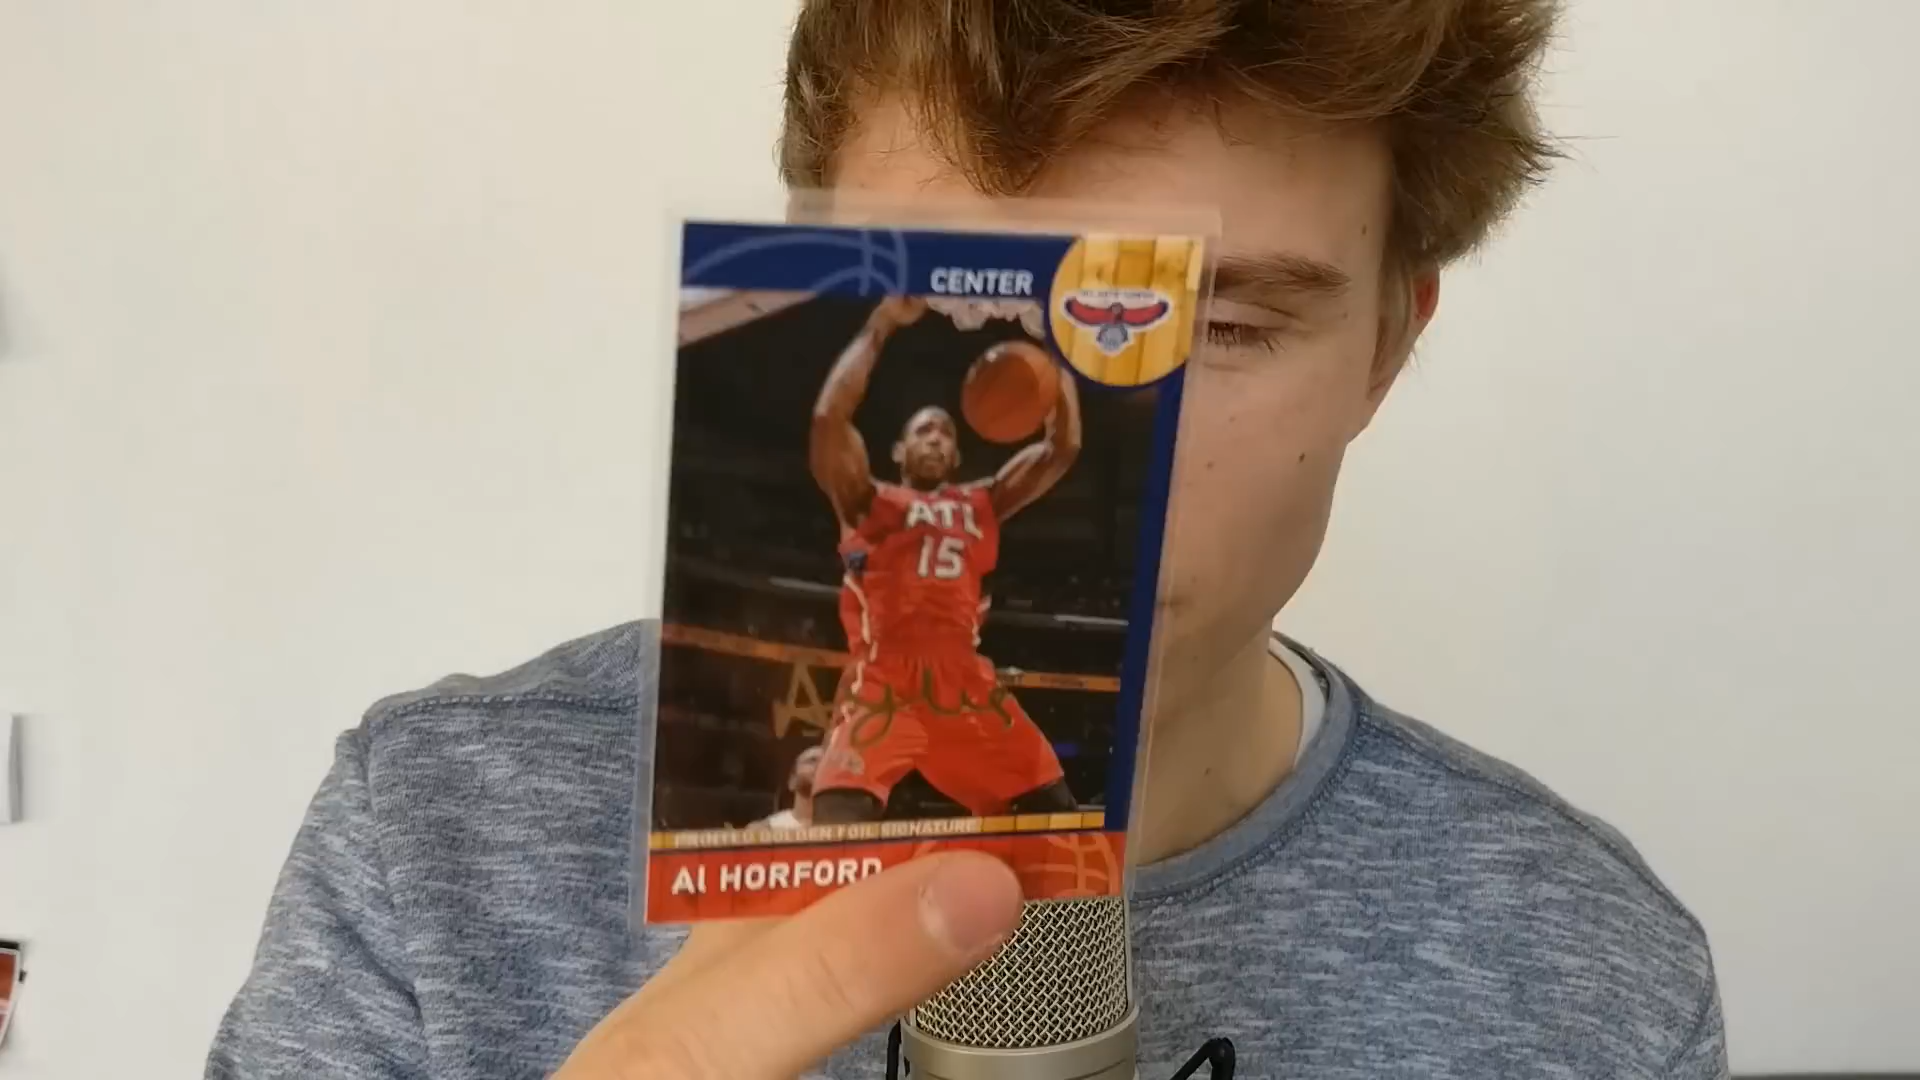 CENTER
ATL
15
PRINTED GOLDEN FOIL SIGNATURE
Al HORFORD